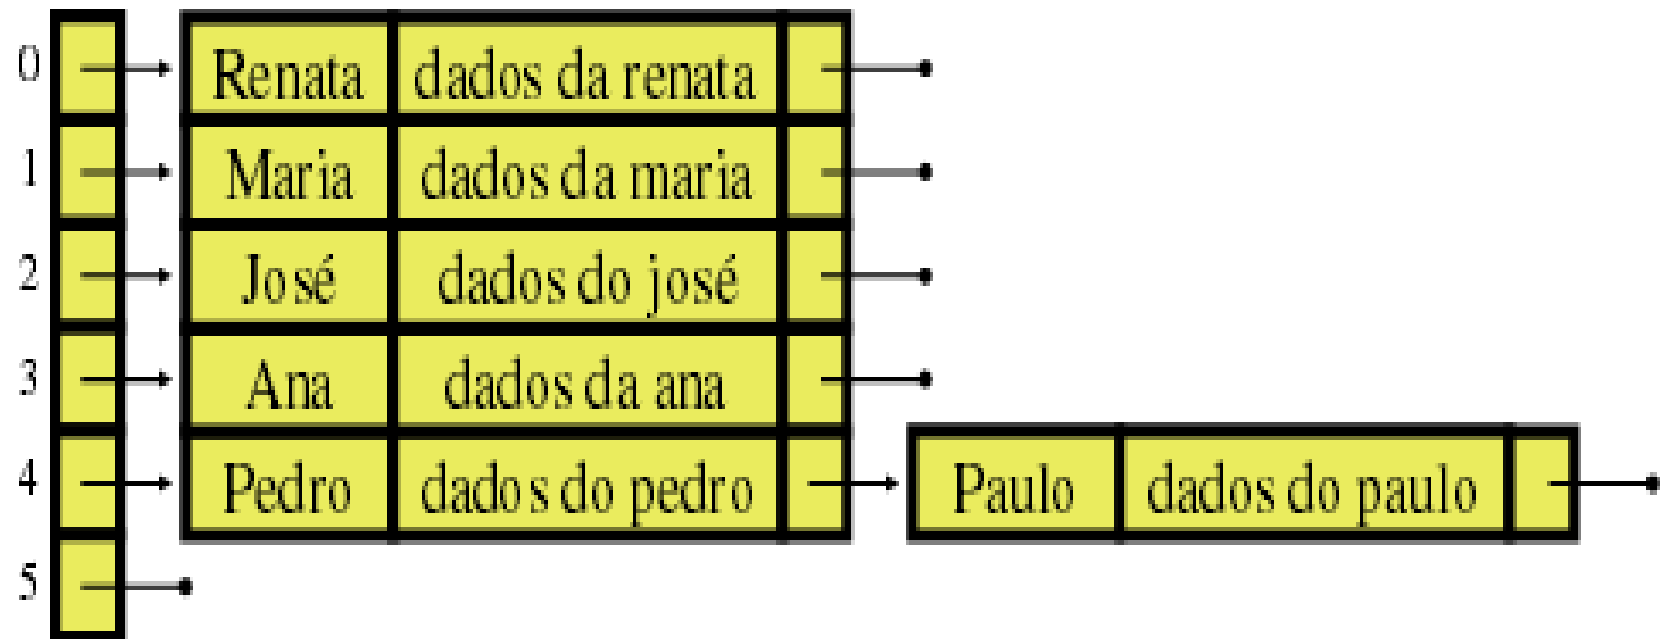 0 Renata dados da renata
1 Maria dados da maria
2 José dados do josé
3 Ana dados da ana
4 Pedro dados do pedro Paulo dados do paulo
5